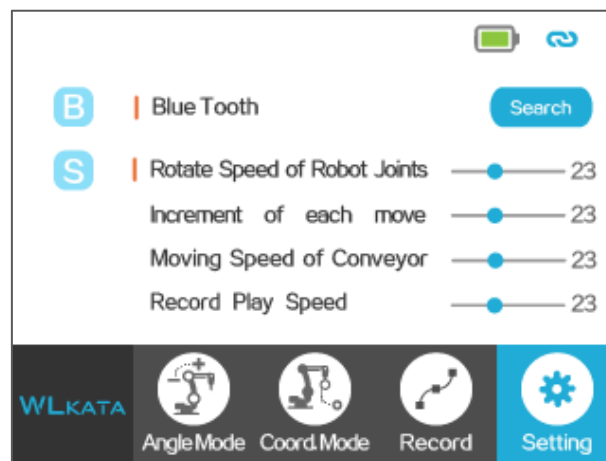 B Blue Tooth Search
S Rotate Speed of Robot Joints 23
Increment of each move 23
Moving Speed of Conveyor 23
Record Play Speed 23
WLKATA Angle Mode Coord. Mode Record Setting